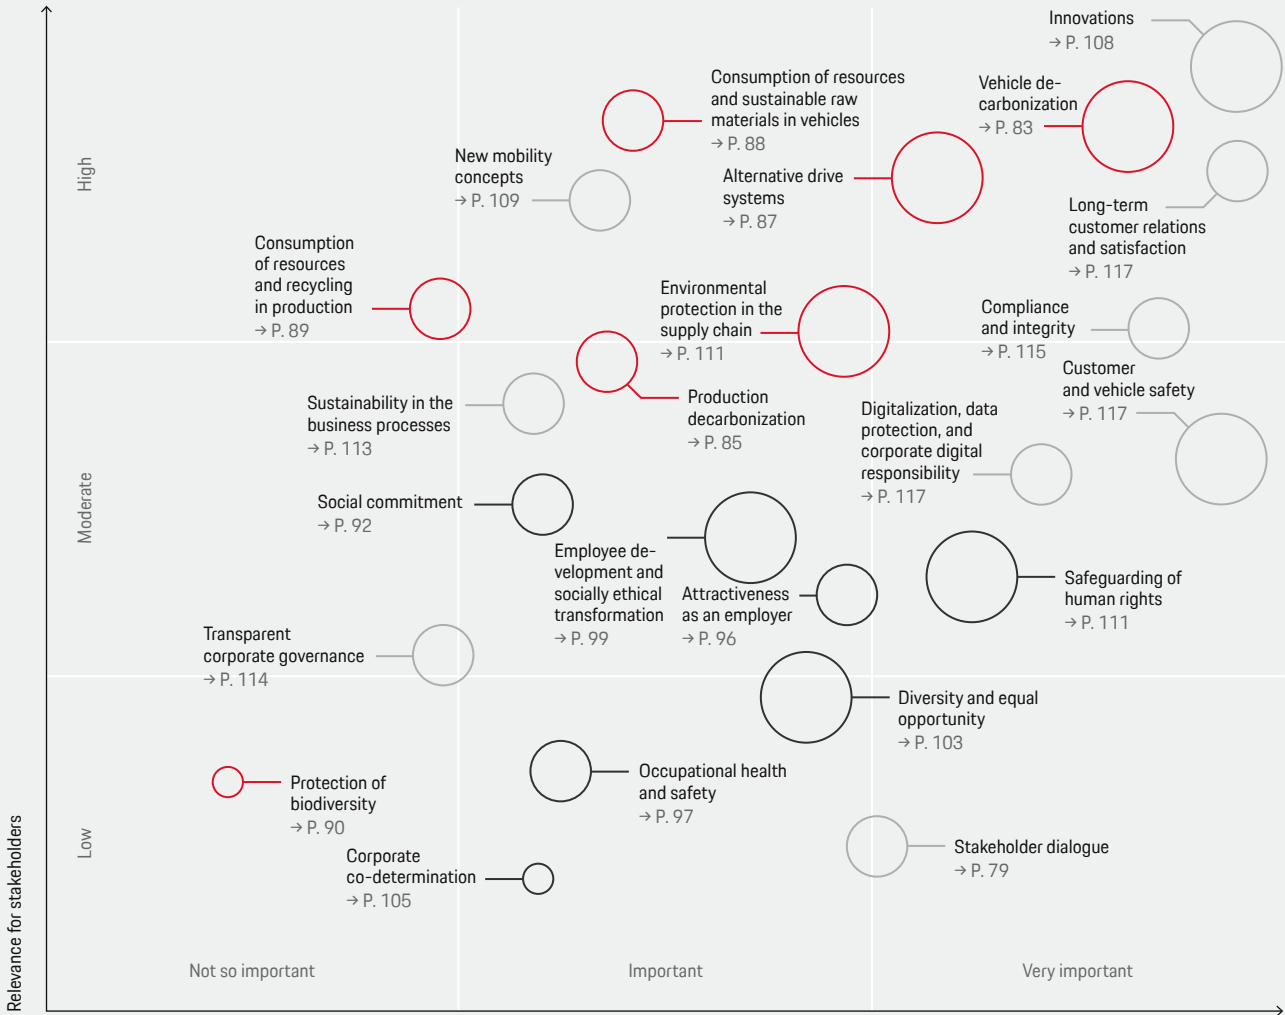 Innovations
→ P. 108
Consumption of resources
and sustainable raw
materials in vehicles
→ P. 88
Vehicle de-
carbonization
→ P. 83
New mobility
concepts
→ P. 109
Alternative drive
systems
→ P. 87
High
Long-term
customer relations
and satisfaction
→ P. 117
Consumption
of resources
and recycling
in production
→ P. 89
Environmental
protection in the
supply chain
→ P. 111
Compliance
and integrity
→ P. 115
Customer
and vehicle safety
→ P. 117
Sustainability in the
business processes
→ P. 113
Production
decarbonization
→ P. 85
Digitalization, data
protection, and
corporate digital
responsibility
→ P. 117
Moderate
Social commitment
→ P. 92
Employee de-
velopment and
socially ethical
transformation
→ P. 99
Attractiveness
as an employer
→ P. 96
Safeguarding of
human rights
→ P. 111
Transparent
corporate governance
→ P. 114
Diversity and equal
opportunity
→ P. 103
Protection of
biodiversity
→ P. 90
Occupational health
and safety
→ P. 97
Low
Corporate
co-determination
→ P. 105
Stakeholder dialogue
→ P. 79
Relevance for stakeholders
Not so important
Important
Very important